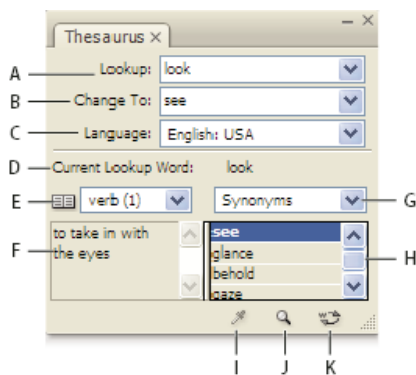 Thesaurus ×
A Lookup: look
B Change To: see
C Language: English: USA
D Current Lookup Word: look
E verb (1) Synonyms G
F to take in with the eyes
see
glance
behold
gaze
H
I J K